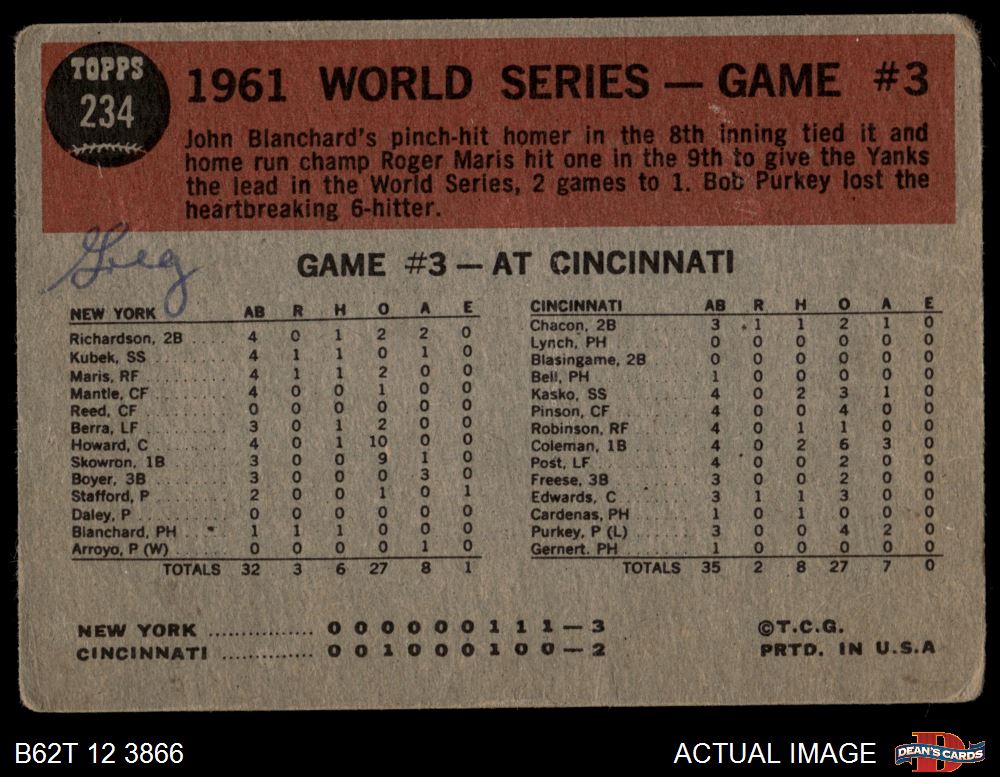 TOPPS
234
1961 WORLD SERIES — GAME #3
John Blanchard's pinch-hit homer in the 8th inning tied it and
home run champ Roger Maris hit one in the 9th to give the Yanks
the lead in the World Series, 2 games to 1. Bob Purkey lost the
heartbreaking 6-hitter.
Greg
GAME #3 — AT CINCINNATI
NEW YORK AB R H O A E
Richardson, 2B 4 0 1 2 2 0
Kubek, SS 4 1 1 0 1 0
Maris, RF 4 1 1 2 0 0
Mantle, CF 4 0 0 1 0 0
Reed, CF 0 0 0 0 0 0
Berra, LF 3 0 1 2 0 0
Howard, C 4 0 1 10 0 0
Skowron, 1B 3 0 0 9 1 0
Boyer, 3B 3 0 0 0 3 0
Stafford, P 2 0 0 1 0 1
Daley, P 0 0 0 0 0 0
Blanchard, PH 1 1 1 0 0 0
Arroyo, P (W) 0 0 0 0 1 0
TOTALS 32 3 6 27 8 1
CINCINNATI AB R H O A E
Chacon, 2B 3 1 1 2 1 0
Lynch, PH 0 0 0 0 0 0
Blasingame, 2B 0 0 0 0 0 0
Bell, PH 1 0 0 0 0 0
Kasko, SS 4 0 2 3 1 0
Pinson, CF 4 0 0 4 0 0
Robinson, RF 4 0 1 1 0 0
Coleman, 1B 4 0 2 6 3 0
Post, LF 4 0 0 2 0 0
Freese, 3B 3 0 0 2 0 0
Edwards, C 3 1 1 3 0 0
Cardenas, PH 1 0 1 0 0 0
Purkey, P (L) 3 0 0 4 2 0
Gernert. PH 1 0 0 0 0 0
TOTALS 35 2 8 27 7 0
NEW YORK ................ 0 0 0 0 0 0 1 1 1 — 3
CINCINNATI .............. 0 0 1 0 0 0 1 0 0 — 2
©T.C.G.
PRTD. IN U.S.A
B62T 12 3866
ACTUAL IMAGE
D
DEAN'S CARDS